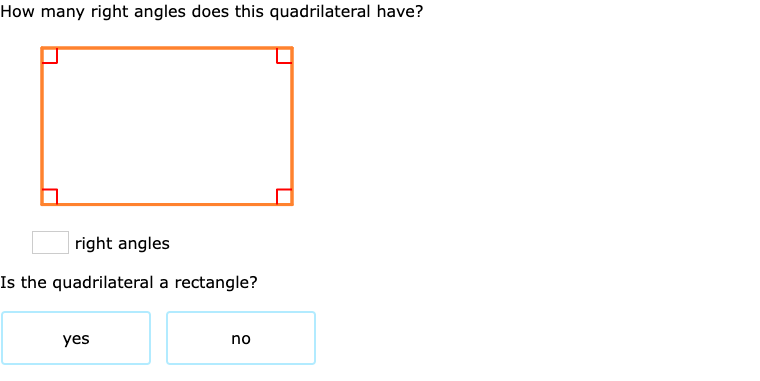 How many right angles does this quadrilateral have?
right angles
Is the quadrilateral a rectangle?
yes
no